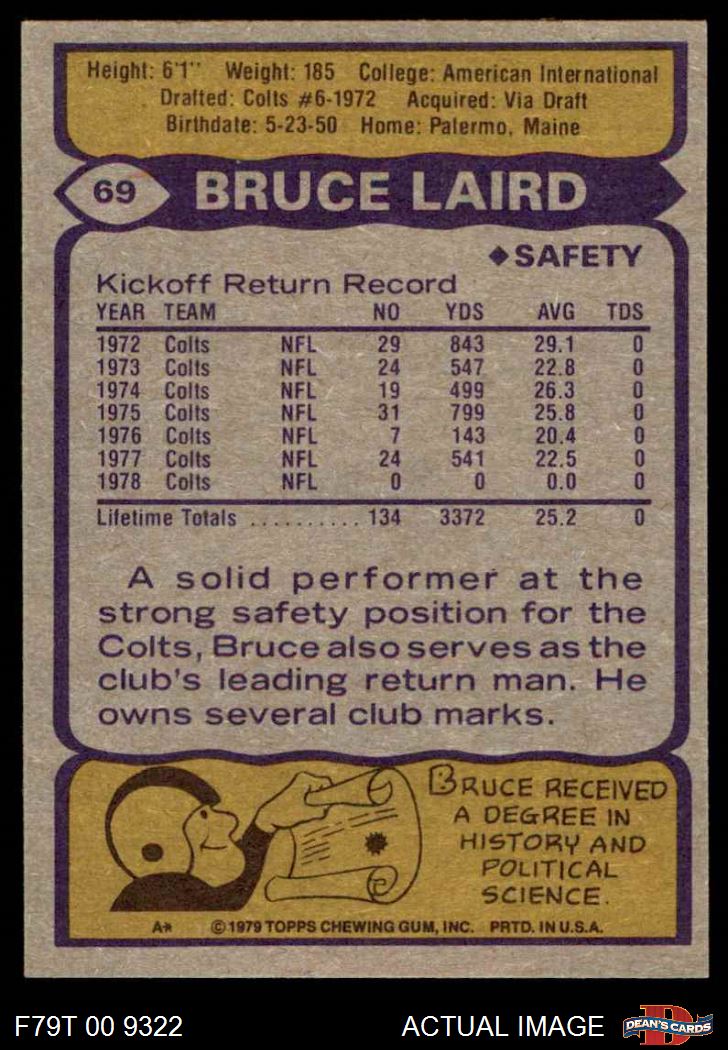 Height: 6'1" Weight: 185 College: American International
Drafted: Colts #6-1972 Acquired: Via Draft
Birthdate: 5-23-50 Home: Palermo, Maine
69 BRUCE LAIRD
◆SAFETY
Kickoff Return Record
YEAR TEAM NO YDS AVG TDS
1972 Colts NFL 29 843 29.1 0
1973 Colts NFL 24 547 22.8 0
1974 Colts NFL 19 499 26.3 0
1975 Colts NFL 31 799 25.8 0
1976 Colts NFL 7 143 20.4 0
1977 Colts NFL 24 541 22.5 0
1978 Colts NFL 0 0 0.0 0
Lifetime Totals .......... 134 3372 25.2 0
A solid performer at the
strong safety position for the
Colts, Bruce also serves as the
club's leading return man. He
owns several club marks.
BRUCE RECEIVED
A DEGREE IN
HISTORY AND
POLITICAL
SCIENCE.
A* ©1979 TOPPS CHEWING GUM, INC. PRTD. IN U.S.A.
F79T 00 9322 ACTUAL IMAGE D DEAN'S CARDS